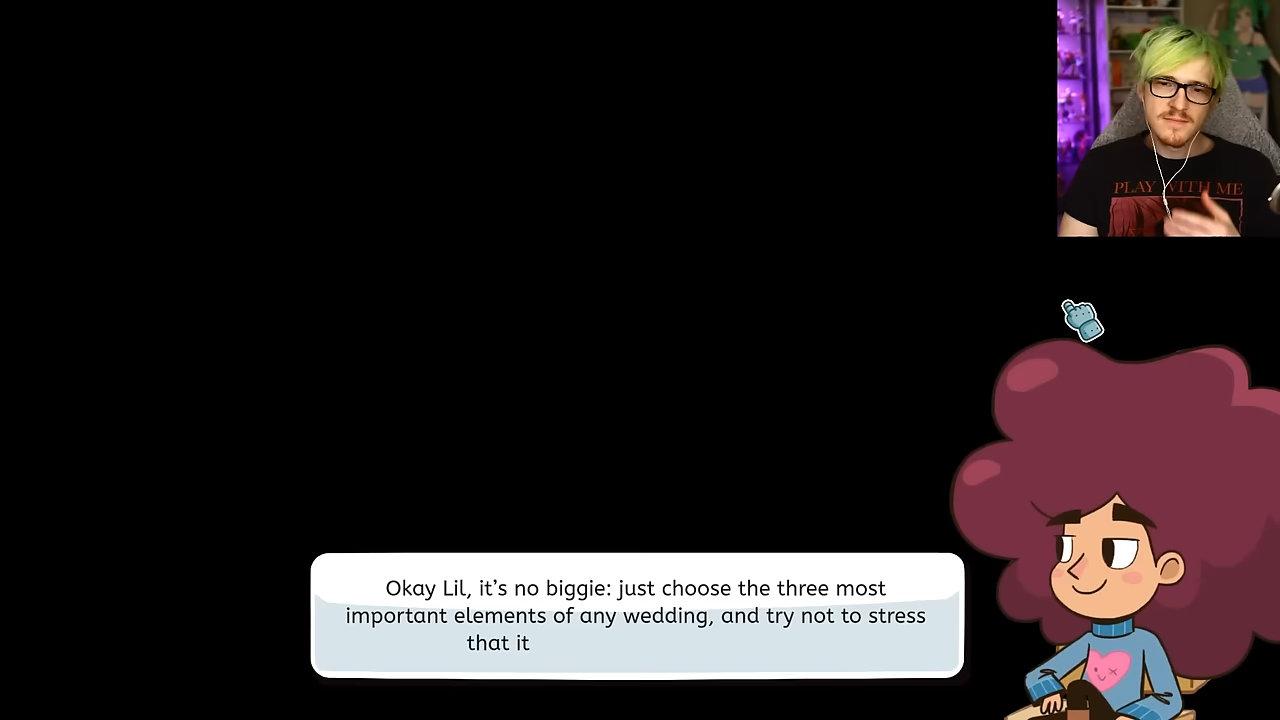 PLAY WITH ME
Okay Lil, it's no biggie: just choose the three most
important elements of any wedding, and try not to stress
that it